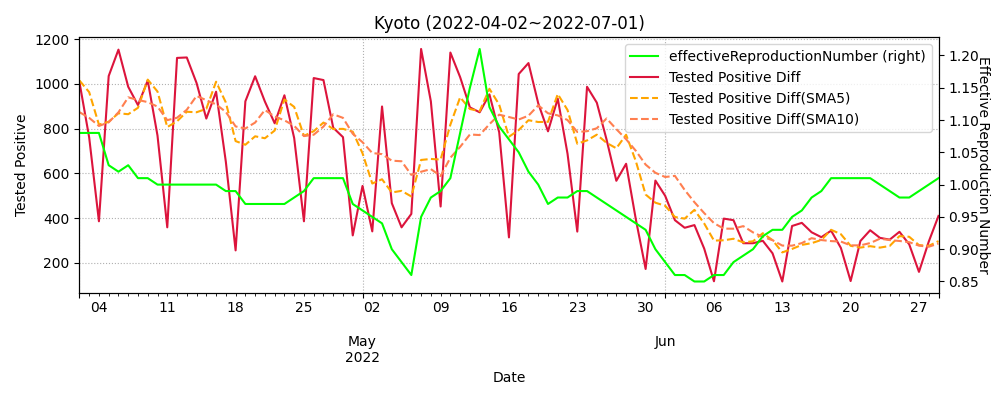 Kyoto (2022-04-02~2022-07-01)
effectiveReproductionNumber (right)
Tested Positive Diff
Tested Positive Diff(SMA5)
Tested Positive Diff(SMA10)
Tested Positive
1200
1000
800
600
400
200
Effective Reproduction Number
1.20
1.15
1.10
1.05
1.00
0.95
0.90
0.85
04 11 18 25 02 09 16 23 30 06 13 20 27
May Jun
2022
Date